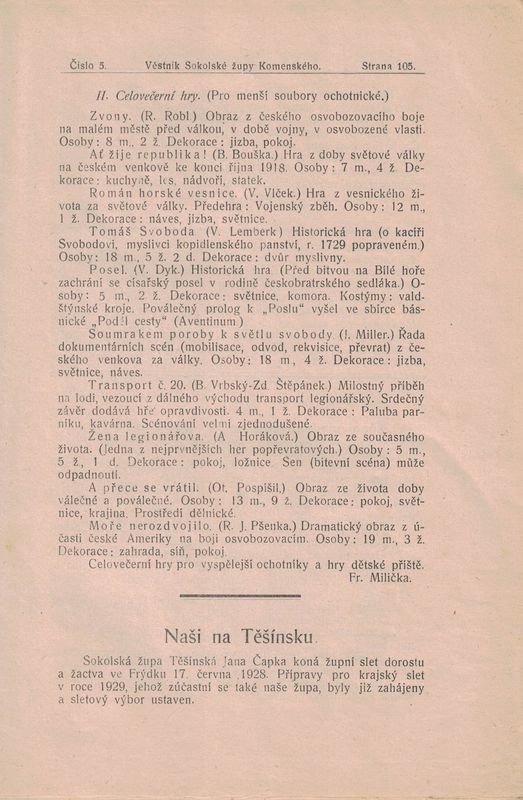 Číslo 5. Věstník Sokolské župy Komenského. Strana 105.
II. Celovečerní hry. (Pro menší soubory ochotnické.)
Zvony. (R. Robl.) Obraz z českého osvobozovacího boje
na malém městě před válkou, v době vojny, v osvobozené vlasti.
Osoby: 8 m., 2 ž. Dekorace: jizba, pokoj.
Ať žije republika! (B. Bouška.) Hra z doby světové války
na českém venkově ke konci října 1918. Osoby: 7 m., 4 ž. De-
korace: kuchyně, les, nádvoří, statek.
Román horské vesnice. (V. Vlček.) Hra z vesnického ži-
vota za světové války. Předehra: Vojenský zběh. Osoby: 12 m.,
1 ž. Dekorace: náves, jizba, světnice.
Tomáš Svoboda. (V. Lemberk) Historická hra (o kacíři
Svobodovi, myslivci kopidlenského panství, r. 1729 popraveném.)
Osoby: 18 m., 5 ž. 2 d. Dekorace: dvůr myslivny.
Posel. (V. Dyk.) Historická hra. (Před bitvou na Bílé hoře
zachrání se císařský posel v rodině českobratrského sedláka.) O-
soby: 5 m., 2 ž. Dekorace: světnice, komora. Kostýmy: vald-
štýnské kroje. Poválečný prolog k „Poslu“ vyšel ve sbírce bás-
nické „Podél cesty“ (Aventinum)
Soumrakem poroby k světlu svobody. (J. Miller.) Řada
dokumentárních scén (mobilisace, odvod, rekvisice, převrat) z če-
ského venkova za války. Osoby: 18 m., 4 ž. Dekorace: jizba,
světnice, náves.
Transport č. 20. (B. Vrbský-Zd. Štěpánek.) Milostný příběh
na lodi, vezoucí z dálného východu transport legionářský. Srdečný
závěr dodává hře opravdivosti. 4 m., 1 ž. Dekorace: Paluba par-
níku, kavárna. Scénování velmi zjednodušené.
Žena legionářova. (A. Horáková.) Obraz ze současného
života. (Jedna z nejprvnějších her popřevratových.) Osoby: 5 m.,
5 ž., 1 d. Dekorace: pokoj, ložnice. Sen (bitevní scéna) může
odpadnouti.
A přece se vrátil. (Ot. Pospíšil.) Obraz ze života doby
válečné a poválečné. Osoby: 13 m., 9 ž. Dekorace: pokoj, svět-
nice, krajina. Prostředí dělnické.
Moře nerozdvojilo. (R. J. Pšenka.) Dramatický obraz z ú-
časti české Ameriky na boji osvobozovacím. Osoby: 19 m., 3 ž.
Dekorace: zahrada, síň, pokoj.
Celovečerní hry pro vyspělejší ochotníky a hry dětské příště.
Fr. Milička.
Naši na Těšínsku.
Sokolská župa Těšínská Jana Čapka koná župní slet dorostu
a žactva ve Frýdku 17. června 1928. Přípravy pro krajský slet
v roce 1929, jehož zúčastní se také naše župa, byly již zahájeny
a sletový výbor ustaven.